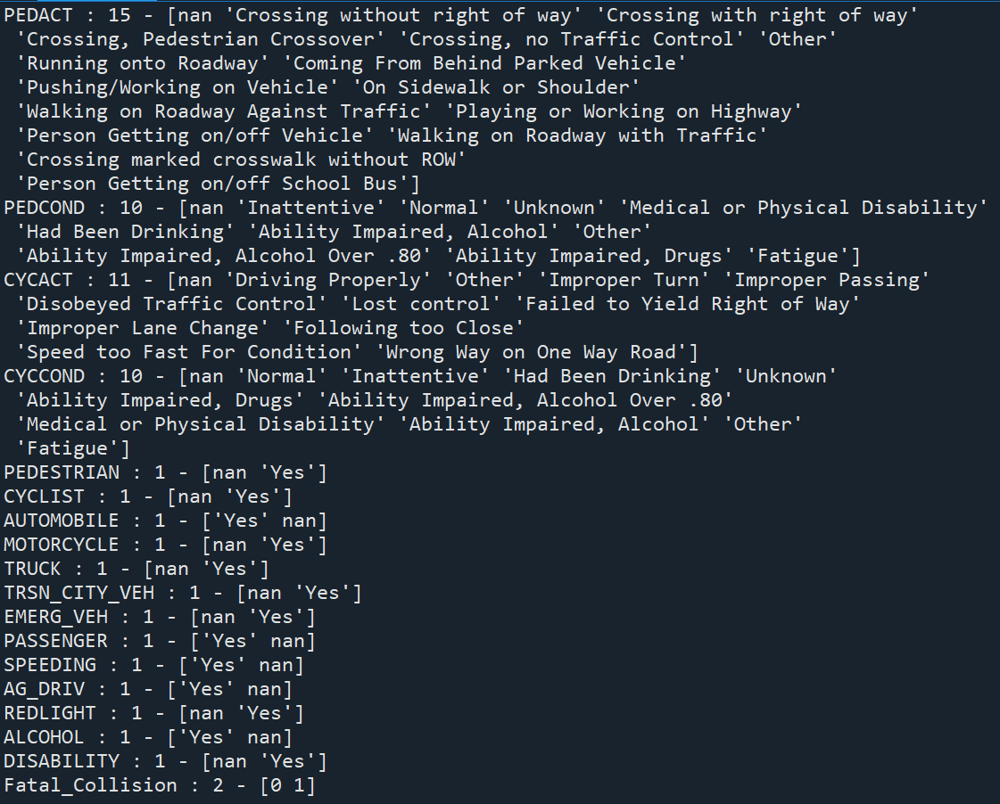 PEDACT : 15 - [nan 'Crossing without right of way' 'Crossing with right of way'
'Crossing, Pedestrian Crossover' 'Crossing, no Traffic Control' 'Other'
'Running onto Roadway' 'Coming From Behind Parked Vehicle'
'Pushing/Working on Vehicle' 'On Sidewalk or Shoulder'
'Walking on Roadway Against Traffic' 'Playing or Working on Highway'
'Person Getting on/off Vehicle' 'Walking on Roadway with Traffic'
'Crossing marked crosswalk without ROW'
'Person Getting on/off School Bus']
PEDCOND : 10 - [nan 'Inattentive' 'Normal' 'Unknown' 'Medical or Physical Disability'
'Had Been Drinking' 'Ability Impaired, Alcohol' 'Other'
'Ability Impaired, Alcohol Over .80' 'Ability Impaired, Drugs' 'Fatigue']
CYCACT : 11 - [nan 'Driving Properly' 'Other' 'Improper Turn' 'Improper Passing'
'Disobeyed Traffic Control' 'Lost control' 'Failed to Yield Right of Way'
'Improper Lane Change' 'Following too Close'
'Speed too Fast For Condition' 'Wrong Way on One Way Road']
CYCCOND : 10 - [nan 'Normal' 'Inattentive' 'Had Been Drinking' 'Unknown'
'Ability Impaired, Drugs' 'Ability Impaired, Alcohol Over .80'
'Medical or Physical Disability' 'Ability Impaired, Alcohol' 'Other'
'Fatigue']
PEDESTRIAN : 1 - [nan 'Yes']
CYCLIST : 1 - [nan 'Yes']
AUTOMOBILE : 1 - ['Yes' nan]
MOTORCYCLE : 1 - [nan 'Yes']
TRUCK : 1 - [nan 'Yes']
TRSN_CITY_VEH : 1 - [nan 'Yes']
EMERG_VEH : 1 - [nan 'Yes']
PASSENGER : 1 - ['Yes' nan]
SPEEDING : 1 - ['Yes' nan]
AG_DRIV : 1 - ['Yes' nan]
REDLIGHT : 1 - [nan 'Yes']
ALCOHOL : 1 - ['Yes' nan]
DISABILITY : 1 - [nan 'Yes']
Fatal_Collision : 2 - [0 1]